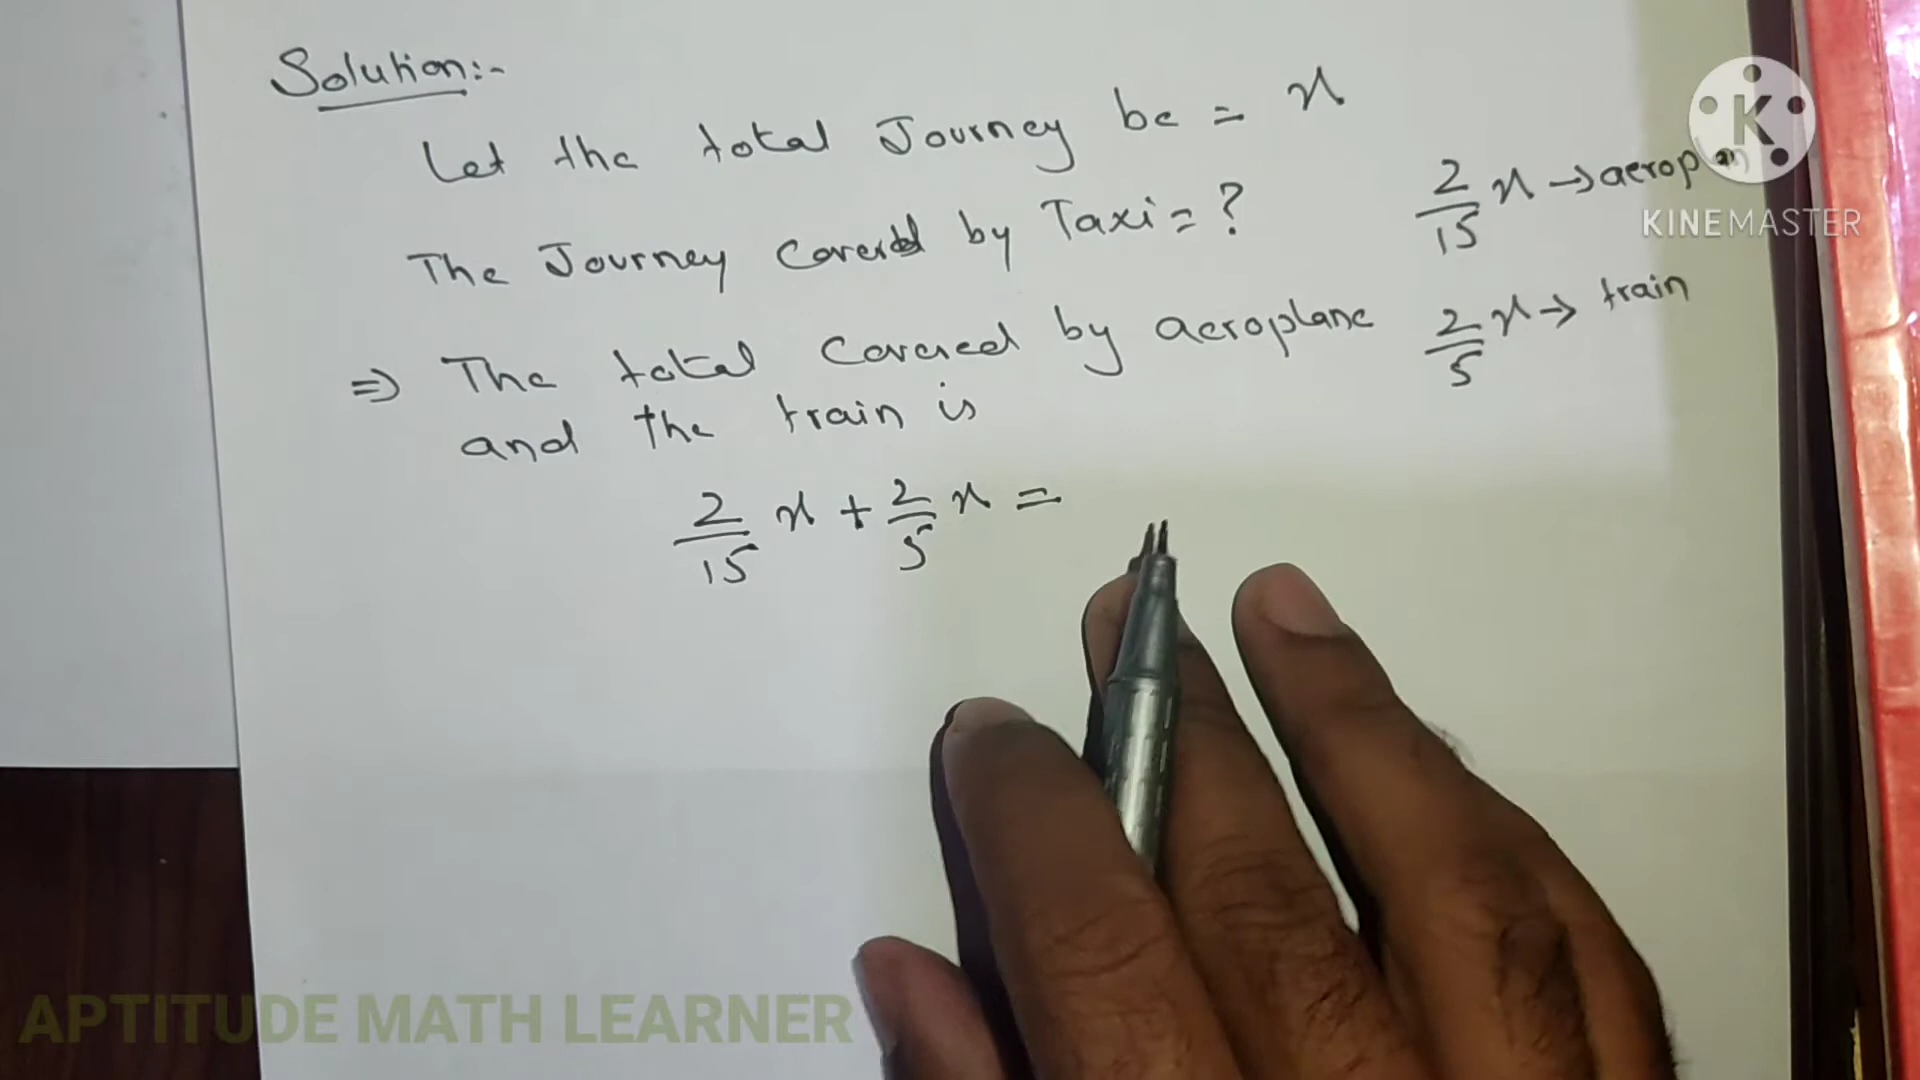 Solution:-
Let the total Journey be = x
The Journey Covered by Taxi = ?
⇒ The total Covered by aeroplane
and the train is
2/15 x + 2/5 x =
2/15 x → aeroplan
2/5 x → train
K
KINEMASTER
APTITUDE MATH LEARNER